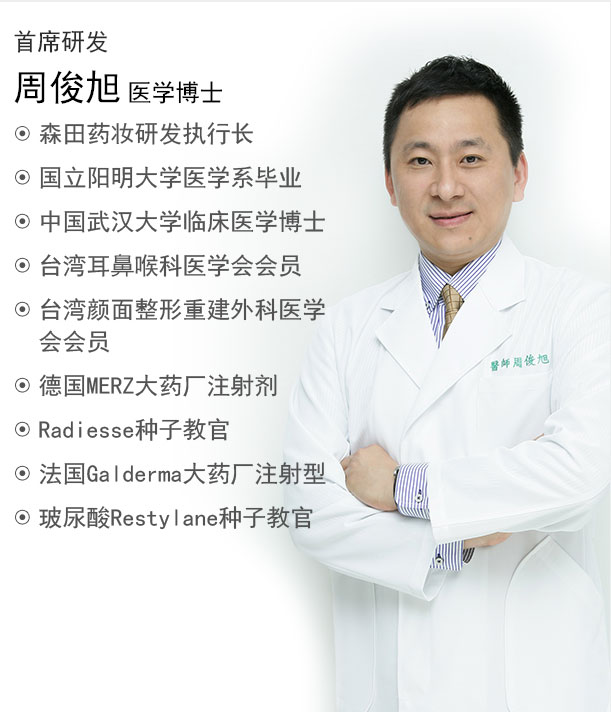 首席研发
周俊旭 医学博士
森田药妆研发执行长
国立阳明大学医学系毕业
中国武汉大学临床医学博士
台湾耳鼻喉科医学会会员
台湾颜面整形重建外科医学
会会员
德国MERZ大药厂注射剂
Radiesse种子教官
法国Galderma大药厂注射型
玻尿酸Restylane种子教官
醫師周俊旭